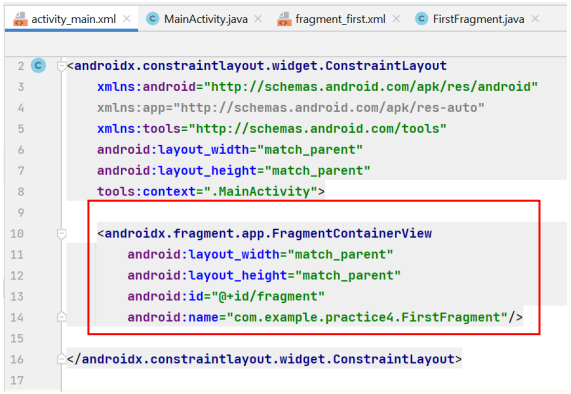 activity_main.xml MainActivity.java fragment_first.xml FirstFragment.java
2 C <androidx.constraintlayout.widget.ConstraintLayout
3 xmlns:android="http://schemas.android.com/apk/res/android"
4 xmlns:app="http://schemas.android.com/apk/res-auto"
5 xmlns:tools="http://schemas.android.com/tools"
6 android:layout_width="match_parent"
7 android:layout_height="match_parent"
8 tools:context=".MainActivity">
9
10 <androidx.fragment.app.FragmentContainerView
11 android:layout_width="match_parent"
12 android:layout_height="match_parent"
13 android:id="@+id/fragment"
14 android:name="com.example.practice4.FirstFragment"/>
15
16 </androidx.constraintlayout.widget.ConstraintLayout>
17